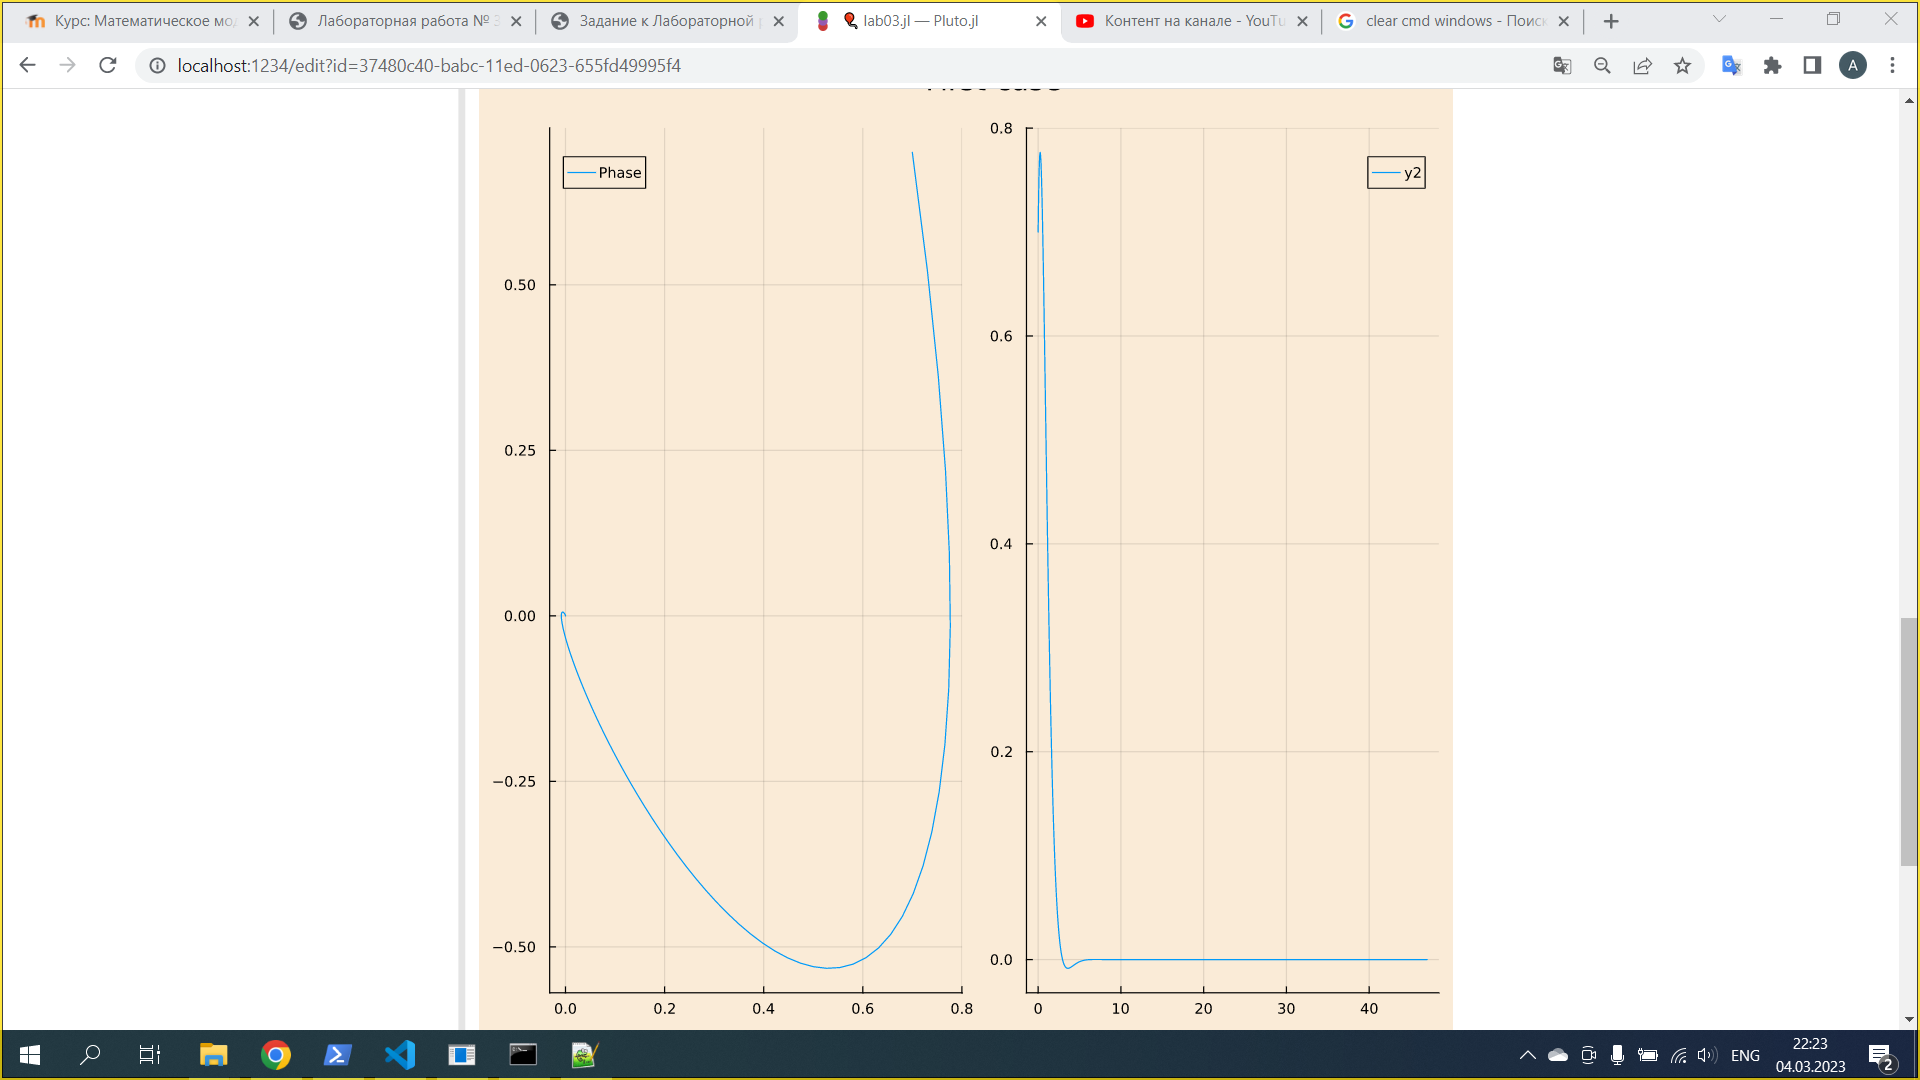 Курс: Математическое мо
Лабораторная работа № 3
Задание к Лабораторной
lab03.jl — Pluto.jl
Контент на канале - YouTu
clear cmd windows - Поиск
localhost:1234/edit?id=37480c40-babc-11ed-0623-655fd49995f4
A
First case
Phase
0.50
0.25
0.00
−0.25
−0.50
0.0 0.2 0.4 0.6 0.8
y2
0.8
0.6
0.4
0.2
0.0
0 10 20 30 40
ENG
22:23
04.03.2023
2